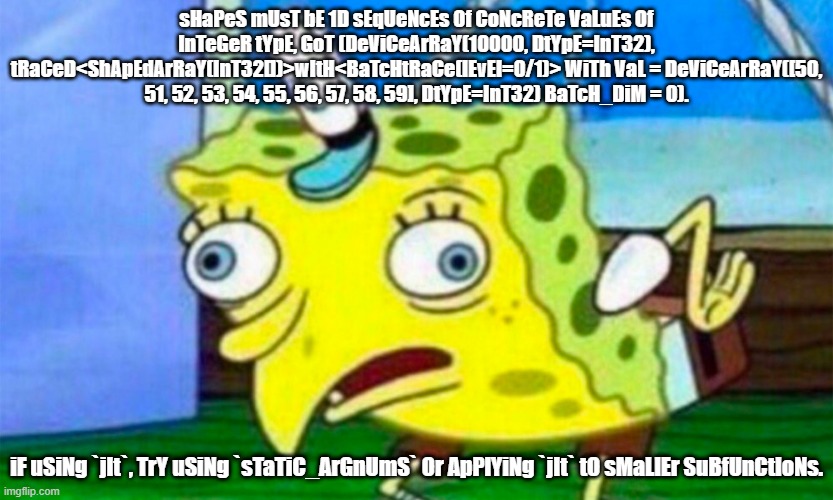 sHaPeS mUsT bE 1D sEqUeNcEs Of CoNcReTe VaLuEs Of
InTeGeR tYpE, GoT (DeViCeArRaY(10000, DtYpE=InT32),
tRaCeD<ShApEdArRaY(InT32[])>wItH<BaTcHtRaCe(lEvEl=0/1)> WiTh VaL = DeViCeArRaY([50,
51, 52, 53, 54, 55, 56, 57, 58, 59], DtYpE=InT32) BaTcH_DiM = 0).
iF uSiNg `jIt`, TrY uSiNg `sTaTiC_ArGnUmS` Or ApPlYiNg `jIt` tO sMaLlEr SuBfUnCtIoNs.
imgflip.com